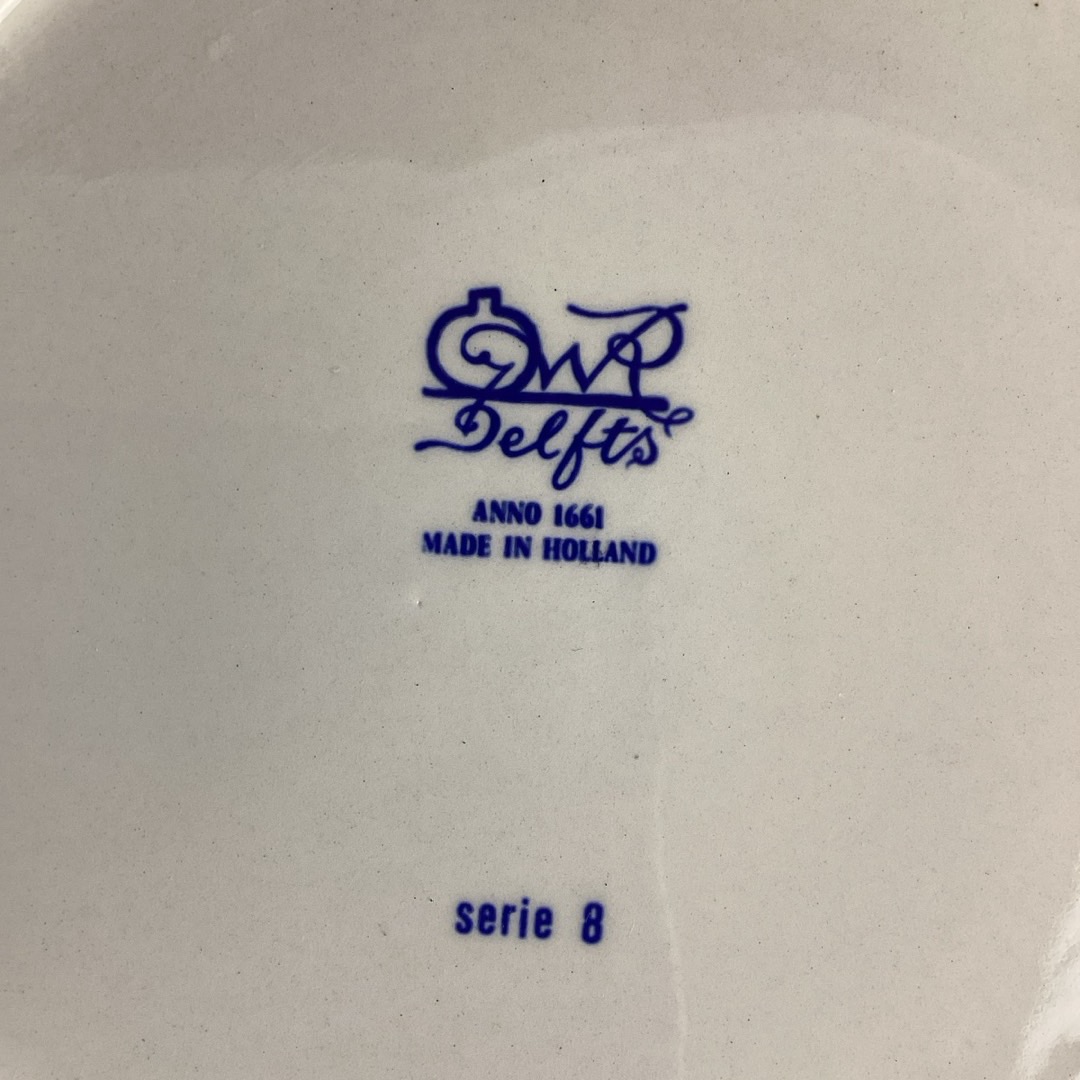 Delfts
ANNO 1661
MADE IN HOLLAND
serie 8